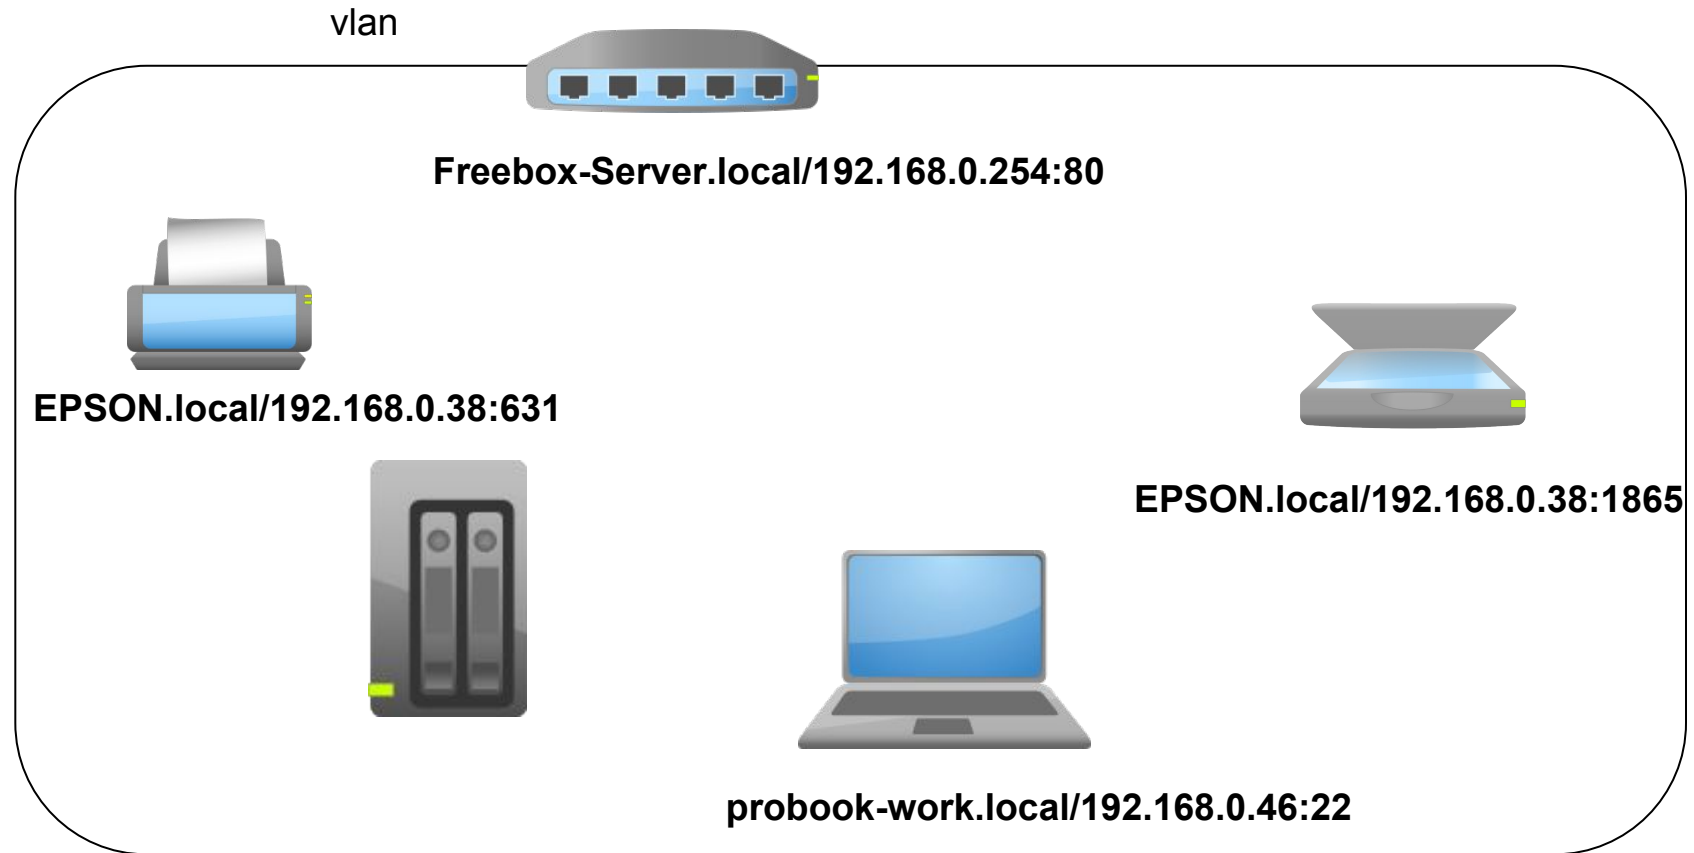 vlan
Freebox-Server.local/192.168.0.254:80
EPSON.local/192.168.0.38:631
EPSON.local/192.168.0.38:1865
probook-work.local/192.168.0.46:22